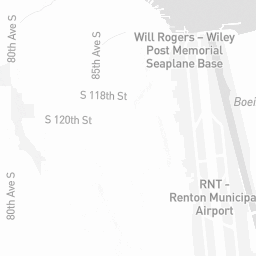 80th Ave S
85th Ave S
Will Rogers – Wiley
Post Memorial
Seaplane Base
S 118th St
Boei
S 120th St
80th Ave S
RNT -
Renton Municipa
Airport